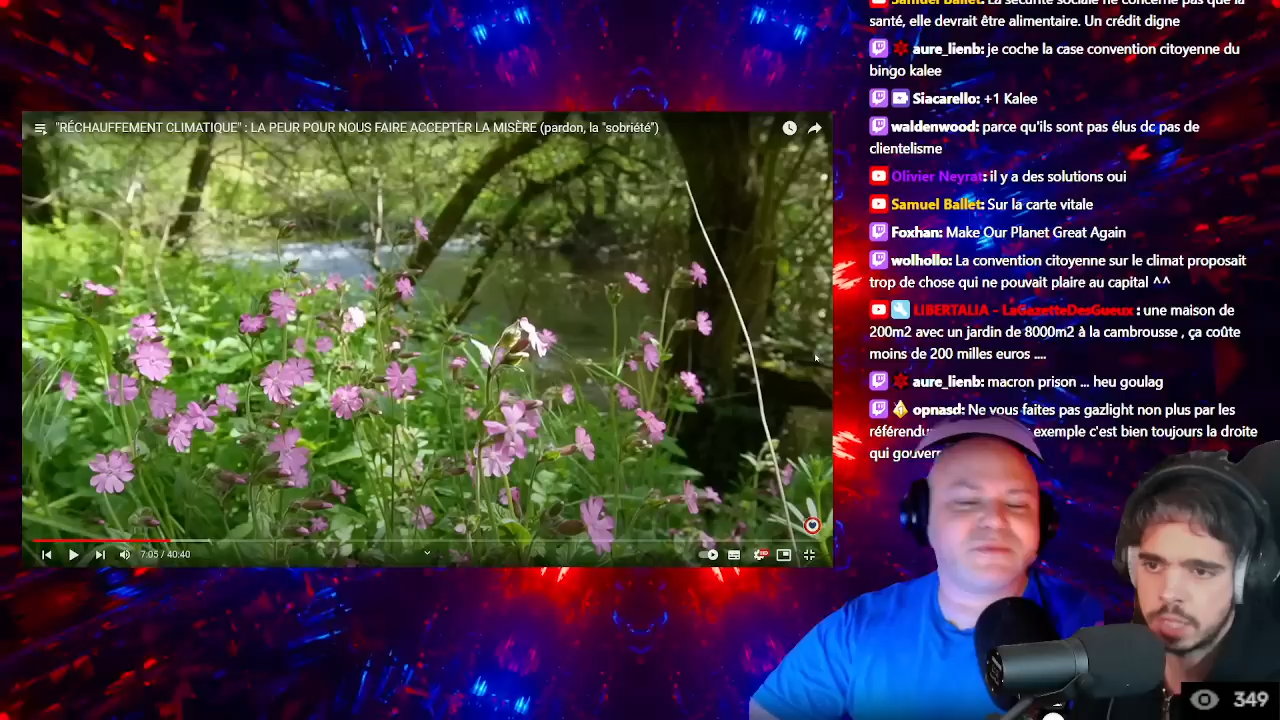 "RÉCHAUFFEMENT CLIMATIQUE" : LA PEUR POUR NOUS FAIRE ACCEPTER LA MISÈRE (pardon, la "sobriété")
7:05 / 40:40
santé, elle devrait être alimentaire. Un crédit digne
aure_lienb: je coche la case convention citoyenne du
bingo kalee
Siacarello: +1 Kalee
waldenwood: parce qu'ils sont pas élus dc pas de
clientelisme
Olivier Neyrat: il y a des solutions oui
Samuel Ballet: Sur la carte vitale
Foxhan: Make Our Planet Great Again
wolhollo: La convention citoyenne sur le climat proposait
trop de chose qui ne pouvait plaire au capital ^^
LIBERTALIA - LaGazetteDesGueux : une maison de
200m2 avec un jardin de 8000m2 à la cambrousse , ça coûte
moins de 200 milles euros ....
aure_lienb: macron prison ... heu goulag
opnasd: Ne vous faites pas gazlight non plus par les
exemple c'est bien toujours la droite
qui
349